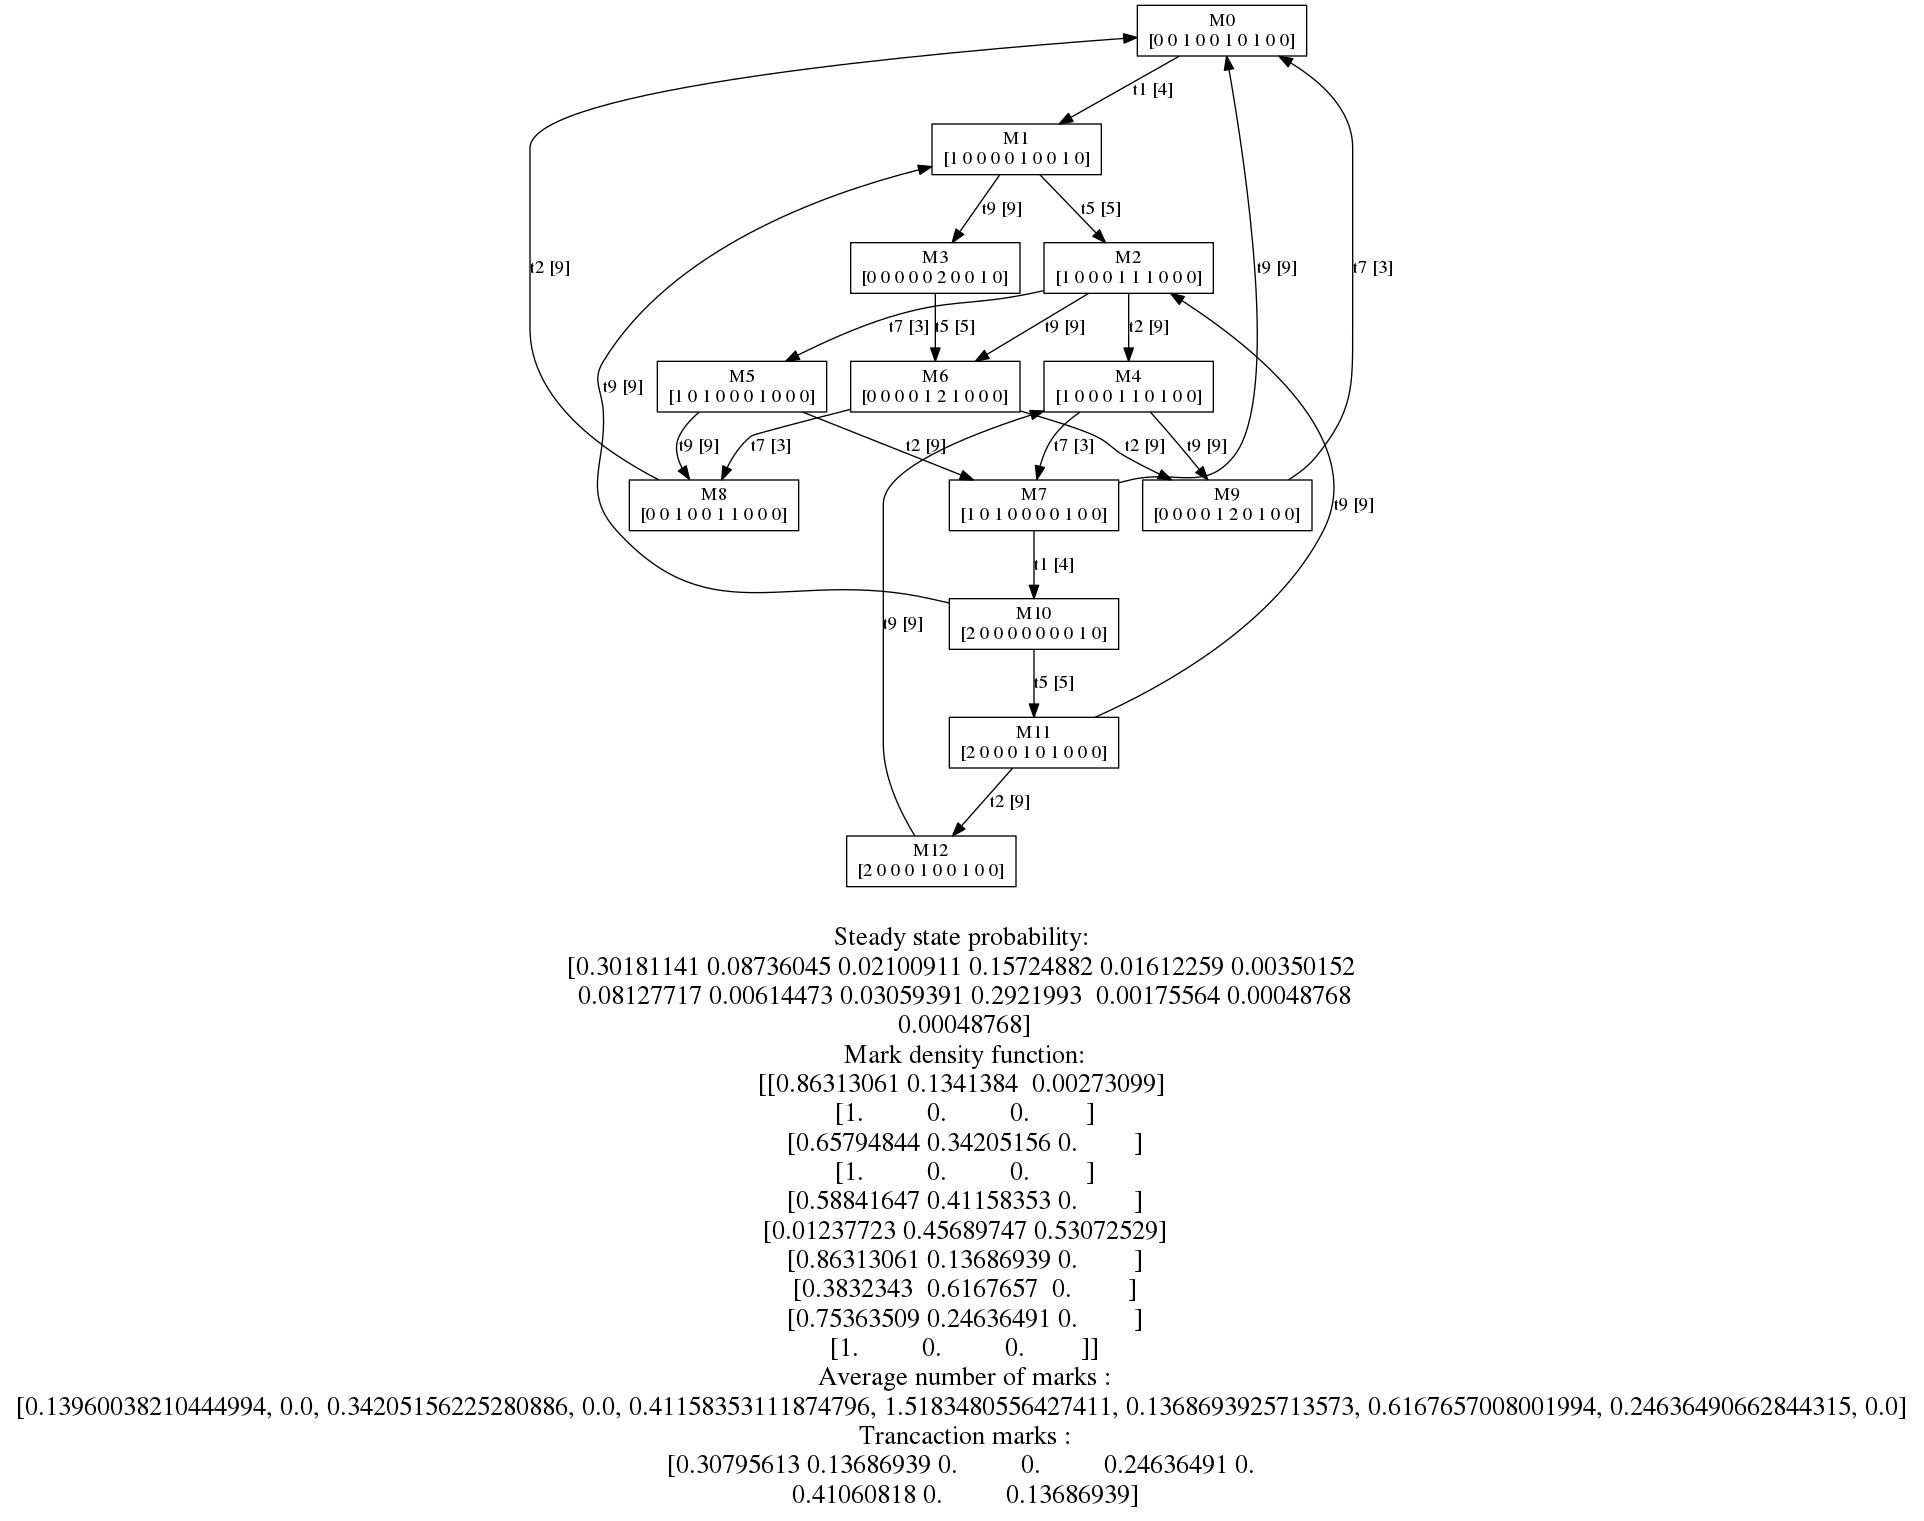 M0
[0 0 1 0 0 1 0 1 0 0]
t1 [4]
M1
[1 0 0 0 0 1 0 0 1 0]
t9 [9]
t5 [5]
M3
[0 0 0 0 0 2 0 0 1 0]
M2
[1 0 0 0 1 1 1 0 0 0]
t2 [9]
t9 [9]
t7 [3]
t7 [3]
t5 [5]
t9 [9]
t2 [9]
M5
[1 0 1 0 0 0 1 0 0 0]
M6
[0 0 0 0 1 2 1 0 0 0]
M4
[1 0 0 0 1 1 0 1 0 0]
t9 [9]
t9 [9]
t7 [3]
t2 [9]
t7 [3]
t2 [9]
t9 [9]
M8
[0 0 1 0 0 1 1 0 0 0]
M7
[1 0 1 0 0 0 0 1 0 0]
M9
[0 0 0 0 1 2 0 1 0 0]
t9 [9]
t1 [4]
M10
[2 0 0 0 0 0 0 0 1 0]
t9 [9]
t5 [5]
M11
[2 0 0 0 1 0 1 0 0 0]
t2 [9]
M12
[2 0 0 0 1 0 0 1 0 0]
Steady state probability:
[0.30181141 0.08736045 0.02100911 0.15724882 0.01612259 0.00350152
0.08127717 0.00614473 0.03059391 0.2921993 0.00175564 0.00048768
0.00048768]
Mark density function:
[[0.86313061 0.1341384 0.00273099]
[1. 0. 0. ]
[0.65794844 0.34205156 0. ]
[1. 0. 0. ]
[0.58841647 0.41158353 0. ]
[0.01237723 0.45689747 0.53072529]
[0.86313061 0.13686939 0. ]
[0.3832343 0.6167657 0. ]
[0.75363509 0.24636491 0. ]
[1. 0. 0. ]]
Average number of marks :
[0.13960038210444994, 0.0, 0.342051562252808​86, 0.0, 0.41158353111874796, 1.5183480556427411, 0.1368693925713573, 0.6167657008001994, 0.24636490662844315, 0.0]
Trancaction marks :
[0.30795613 0.13686939 0. 0. 0.24636491 0.
0.41060818 0. 0.13686939]